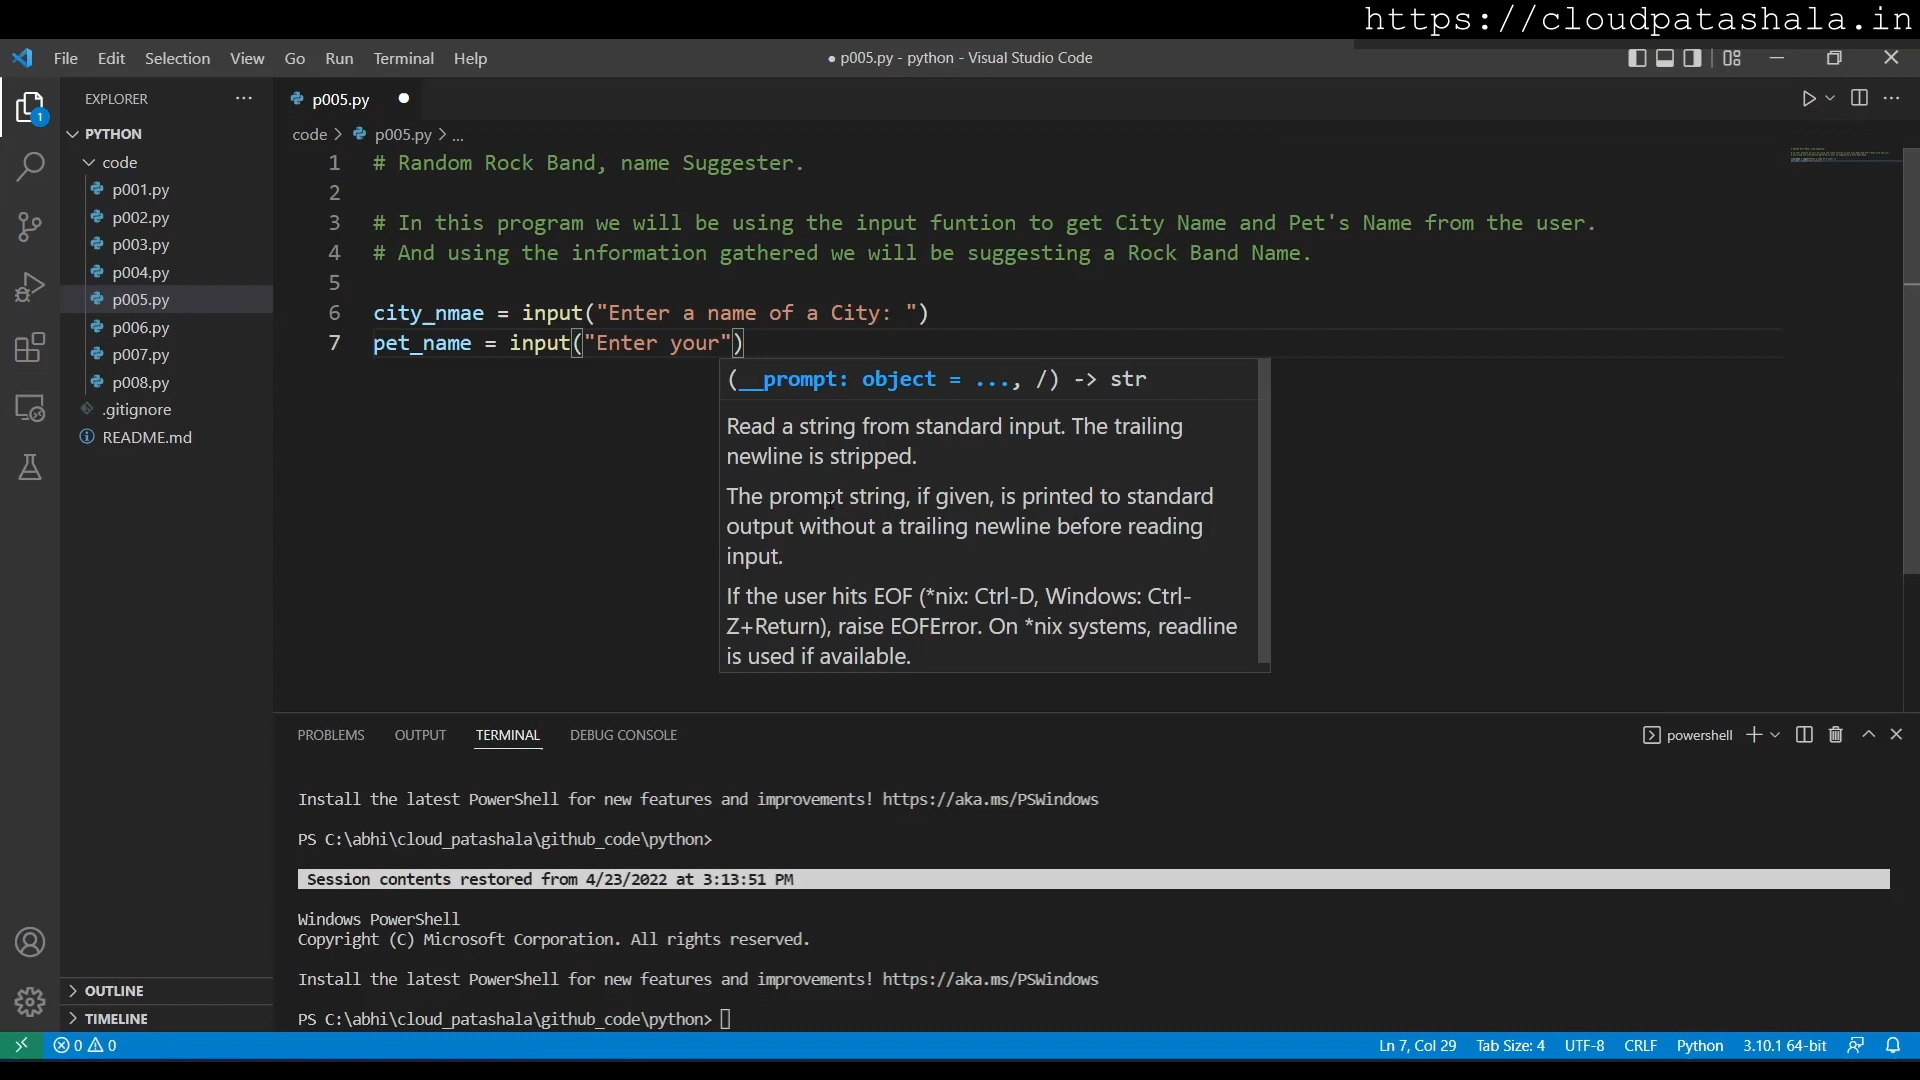 https://cloudpatashala.in
File Edit Selection View Go Run Terminal Help
● p005.py - python - Visual Studio Code
EXPLORER
p005.py
PYTHON
code > p005.py > ...
code
p001.py
p002.py
p003.py
p004.py
p005.py
p006.py
p007.py
p008.py
.gitignore
README.md
1
OUTLINE
TIMELINE
1 # Random Rock Band, name Suggester.
2
3 # In this program we will be using the input funtion to get City Name and Pet's Name from the user.
4 # And using the information gathered we will be suggesting a Rock Band Name.
5
6 city_nmae = input("Enter a name of a City: ")
7 pet_name = input("Enter your")
(__prompt: object = ..., /) -> str
Read a string from standard input. The trailing
newline is stripped.
The prompt string, if given, is printed to standard
output without a trailing newline before reading
input.
If the user hits EOF (*nix: Ctrl-D, Windows: Ctrl-
Z+Return), raise EOFError. On *nix systems, readline
is used if available.
PROBLEMS OUTPUT TERMINAL DEBUG CONSOLE
powershell
Install the latest PowerShell for new features and improvements! https://aka.ms/PSWindows
PS C:\abhi\cloud_patashala\github_code\python>
Session contents restored from 4/23/2022 at 3:13:51 PM
Windows PowerShell
Copyright (C) Microsoft Corporation. All rights reserved.
Install the latest PowerShell for new features and improvements! https://aka.ms/PSWindows
PS C:\abhi\cloud_patashala\github_code\python>
0 0
Ln 7, Col 29 Tab Size: 4 UTF-8 CRLF Python 3.10.1 64-bit